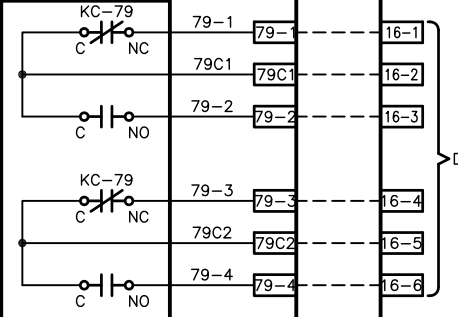 KC-79 79-1 79-1 16-1
C NC
79C1 79C1 16-2
79-2 79-2 16-3
C NO
KC-79 79-3 79-3 16-4
C NC
79C2 79C2 16-5
79-4 79-4 16-6
C NO